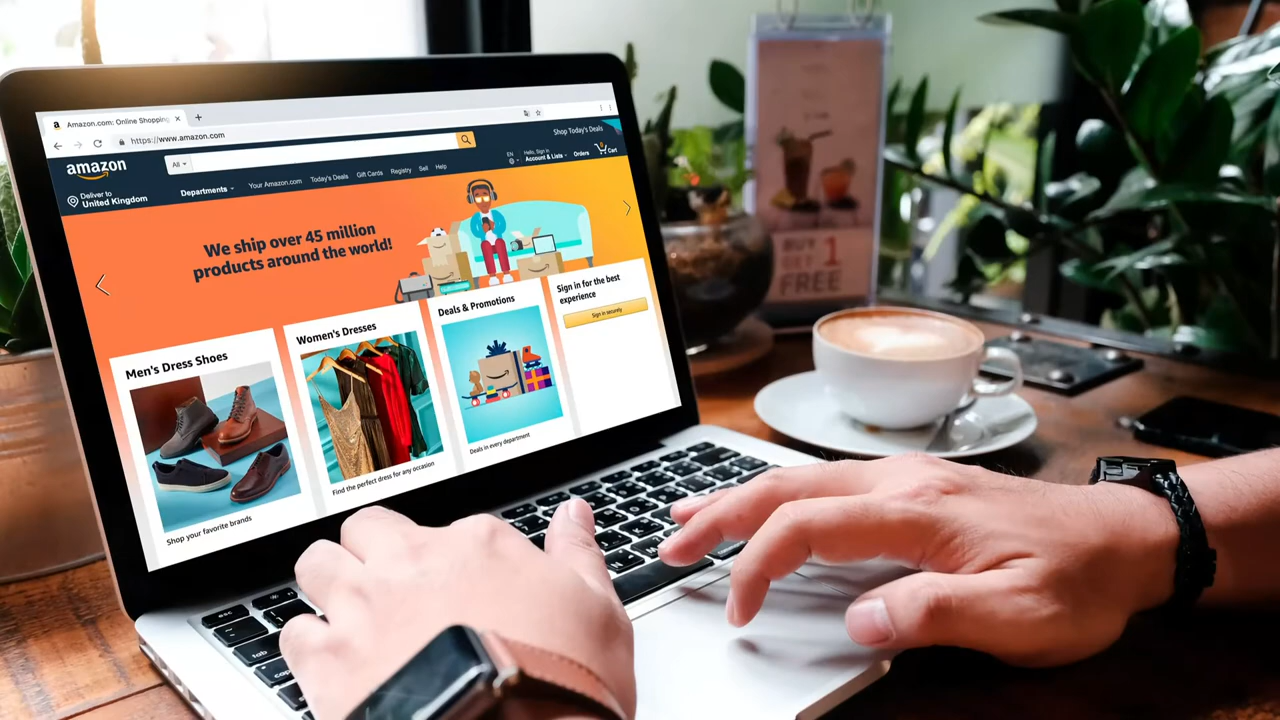 a Amazon.com: Online Shopping
https://www.amazon.com
amazon
All
Shop Today's Deals
Deliver to
United Kingdom
Departments
Your Amazon.com
Today's Deals
Gift Cards
Registry
Sell
Help
EN
Hello, Sign in
Account & Lists
Orders
Cart
We ship over 45 million
products around the world!
Men's Dress Shoes
Shop your favorite brands
Women's Dresses
Find the perfect dress for any occasion
Deals & Promotions
Deals in every department
Sign in for the best
experience
Sign in securely
BUY 1
GET
FREE
esc
tab